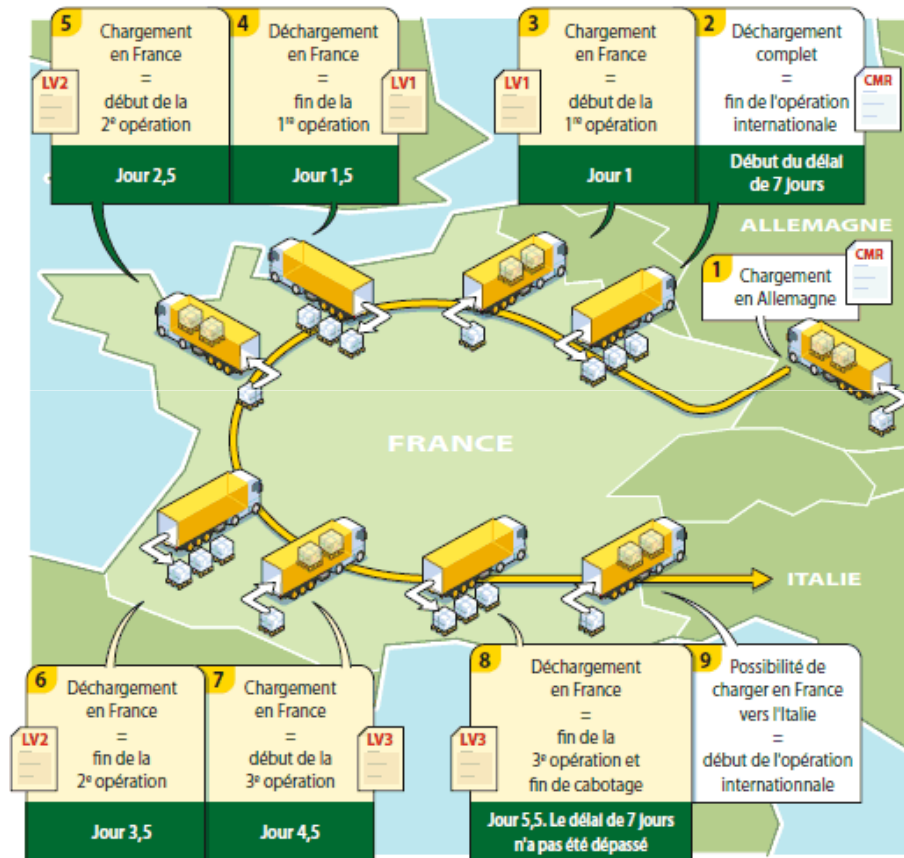 5
Chargement
en France
=
début de la
2e opération
LV2
Jour 2,5
4
Déchargement
en France
=
fin de la
1re opération
LV1
Jour 1,5
3
Chargement
en France
=
début de la
1re opération
LV1
Jour 1
2
Déchargement
complet
=
fin de l'opération
internationale
CMR
Début du délai
de 7 jours
ALLEMAGNE
1
Chargement
en Allemagne
CMR
FRANCE
ITALIE
6
Déchargement
en France
=
fin de la
2e opération
LV2
Jour 3,5
7
Chargement
en France
=
début de la
3e opération
LV3
Jour 4,5
8
Déchargement
en France
=
fin de la
3e opération et
fin de cabotage
LV3
Jour 5,5. Le délai de 7 jours
n'a pas été dépassé
9
Possibilité de
charger en France
vers l'Italie
=
début de l'opération
internationnale